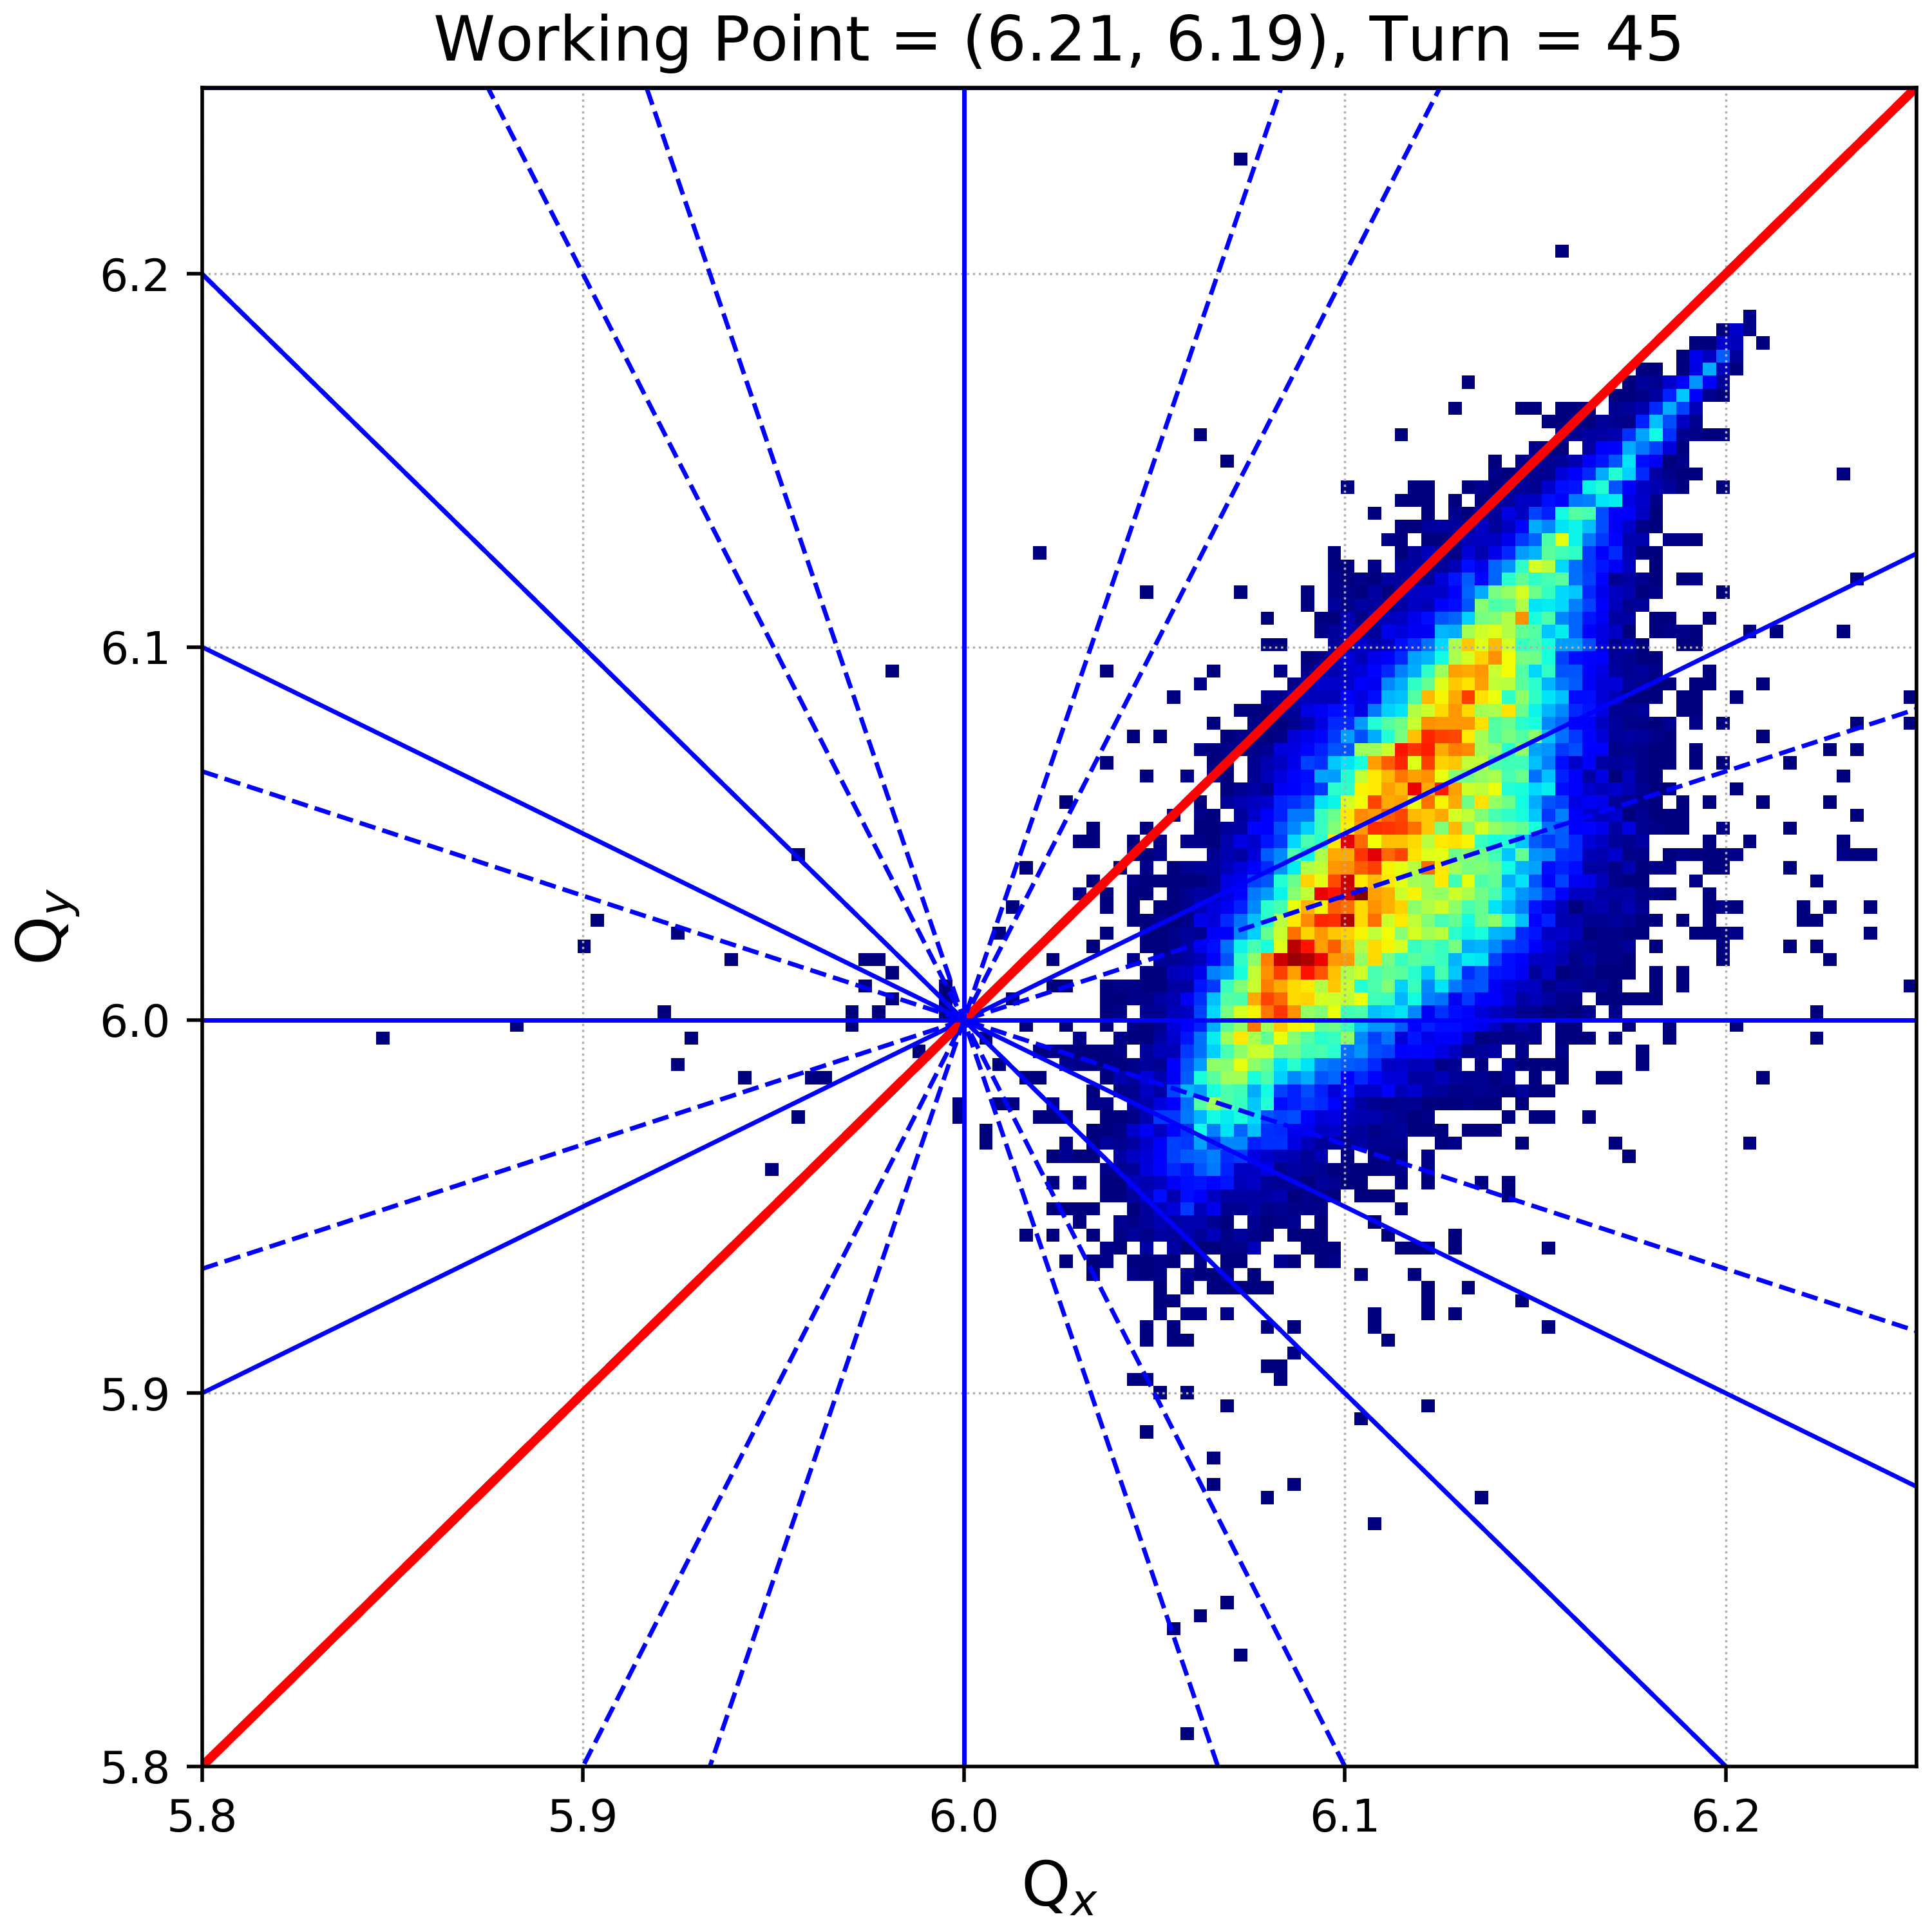 Working Point = (6.21, 6.19), Turn = 45
6.2
6.1
6.0
5.9
5.8
Qy
5.8 5.9 6.0 6.1 6.2
Qx